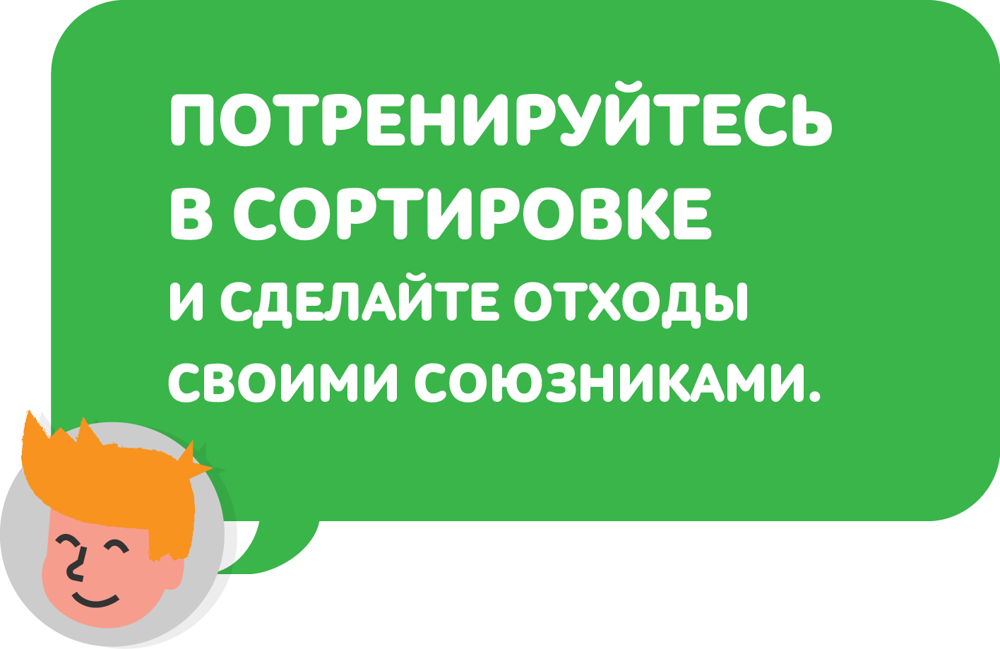 ПОТРЕНИРУЙТЕСЬ
В СОРТИРОВКЕ
И СДЕЛАЙТЕ ОТХОДЫ
СВОИМИ СОЮЗНИКАМИ.